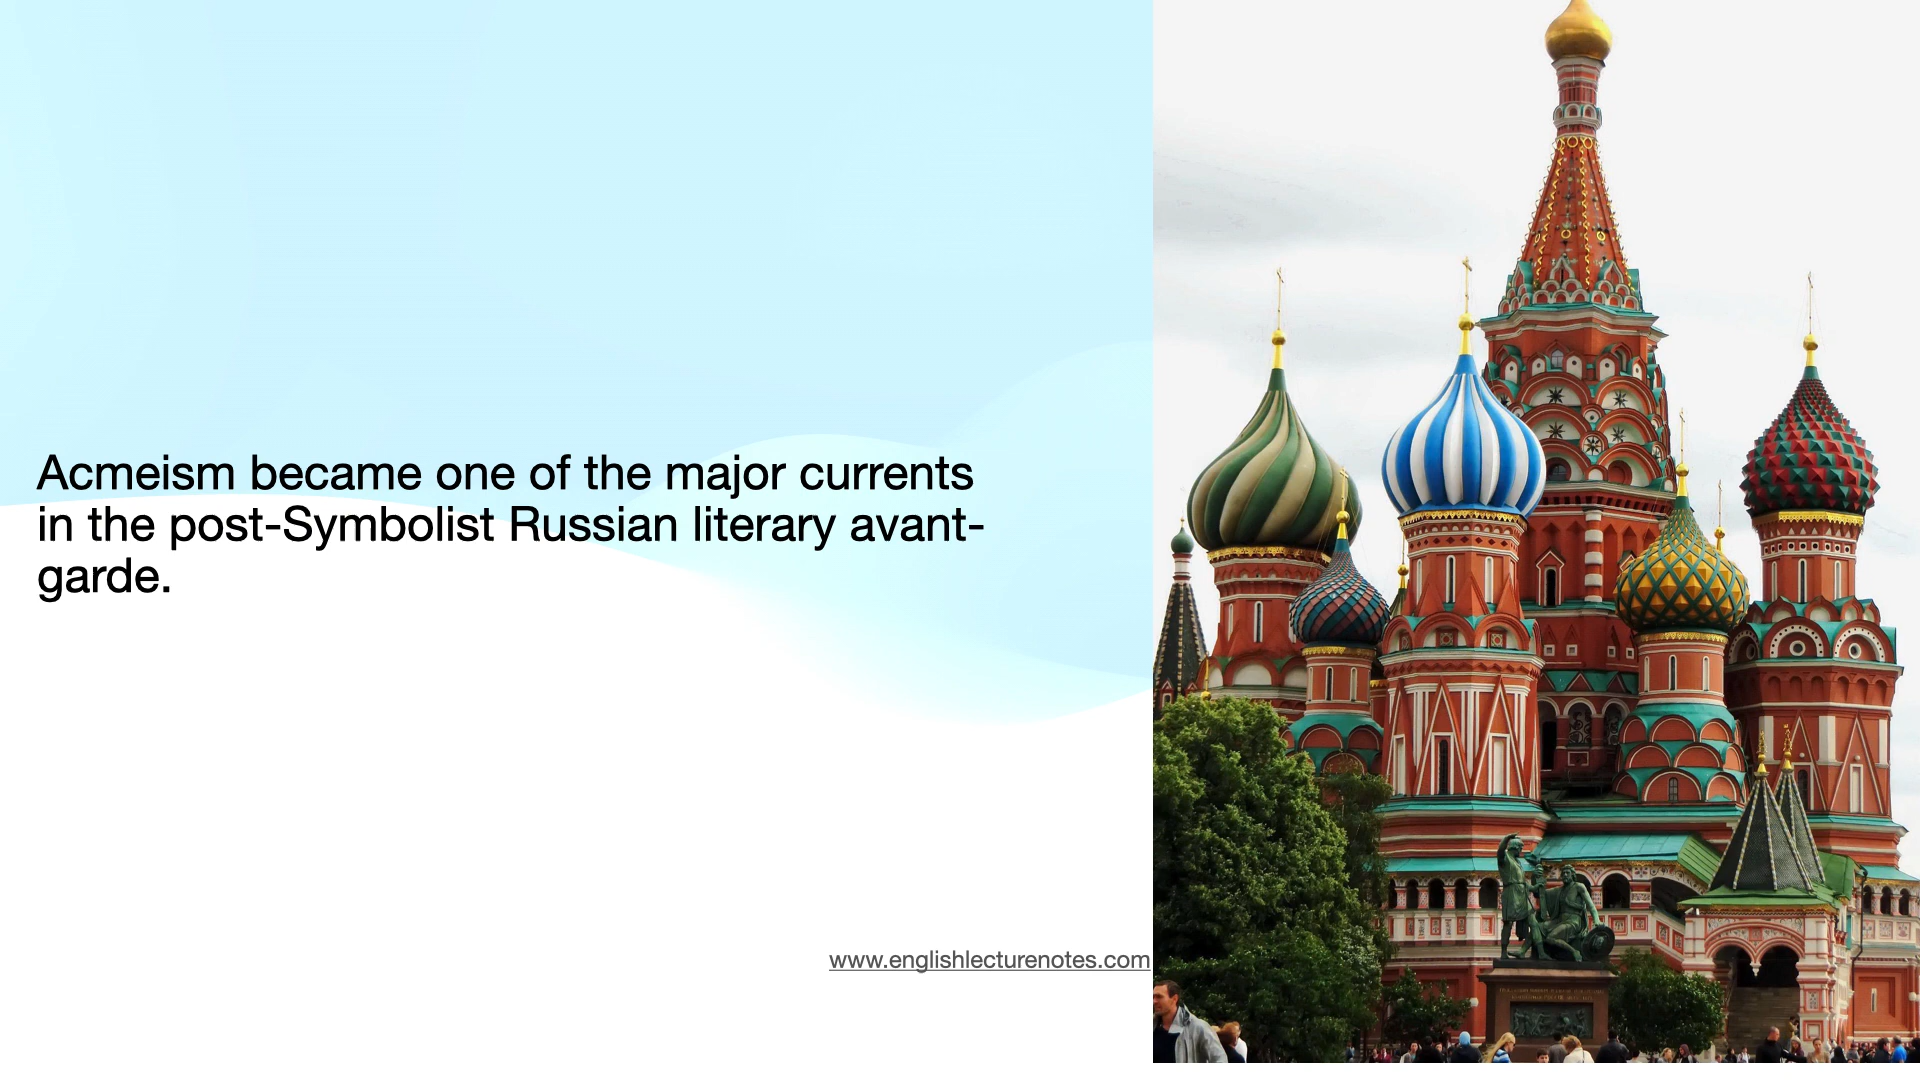 Acmeism became one of the major currents
in the post-Symbolist Russian literary avant-
garde.
www.englishlecturenotes.com